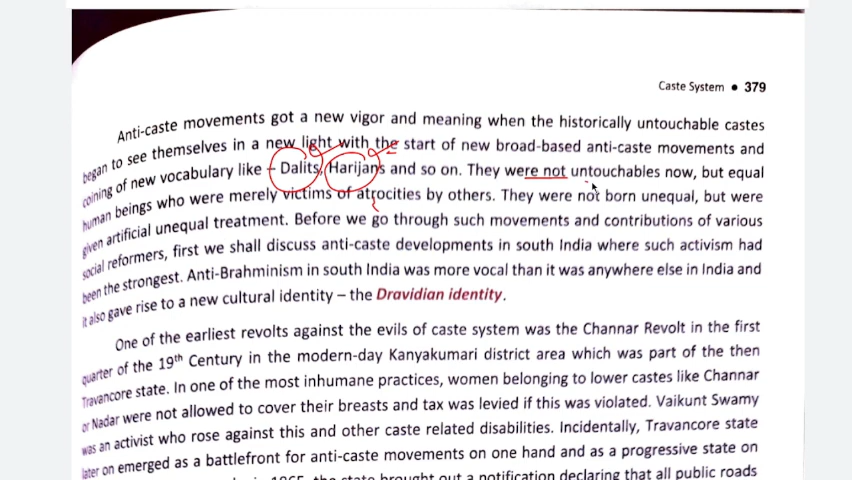 Caste System • 379
Anti-caste movements got a new vigor and meaning when the historically untouchable castes
began to see themselves in a new light with the start of new broad-based anti-caste movements and
coining of new vocabulary like – Dalits, Harijans and so on. They were not untouchables now, but equal
human beings who were merely victims of atrocities by others. They were not born unequal, but were
given artificial unequal treatment. Before we go through such movements and contributions of various
social reformers, first we shall discuss anti-caste developments in south India where such activism had
been the strongest. Anti-Brahminism in south India was more vocal than it was anywhere else in India and
it also gave rise to a new cultural identity – the Dravidian identity.
One of the earliest revolts against the evils of caste system was the Channar Revolt in the first
quarter of the 19th Century in the modern-day Kanyakumari district area which was part of the then
Travancore state. In one of the most inhumane practices, women belonging to lower castes like Channar
or Nadar were not allowed to cover their breasts and tax was levied if this was violated. Vaikunt Swamy
was an activist who rose against this and other caste related disabilities. Incidentally, Travancore state
later on emerged as a battlefront for anti-caste movements on one hand and as a progressive state on
the state brought out a notification declaring that all public roads